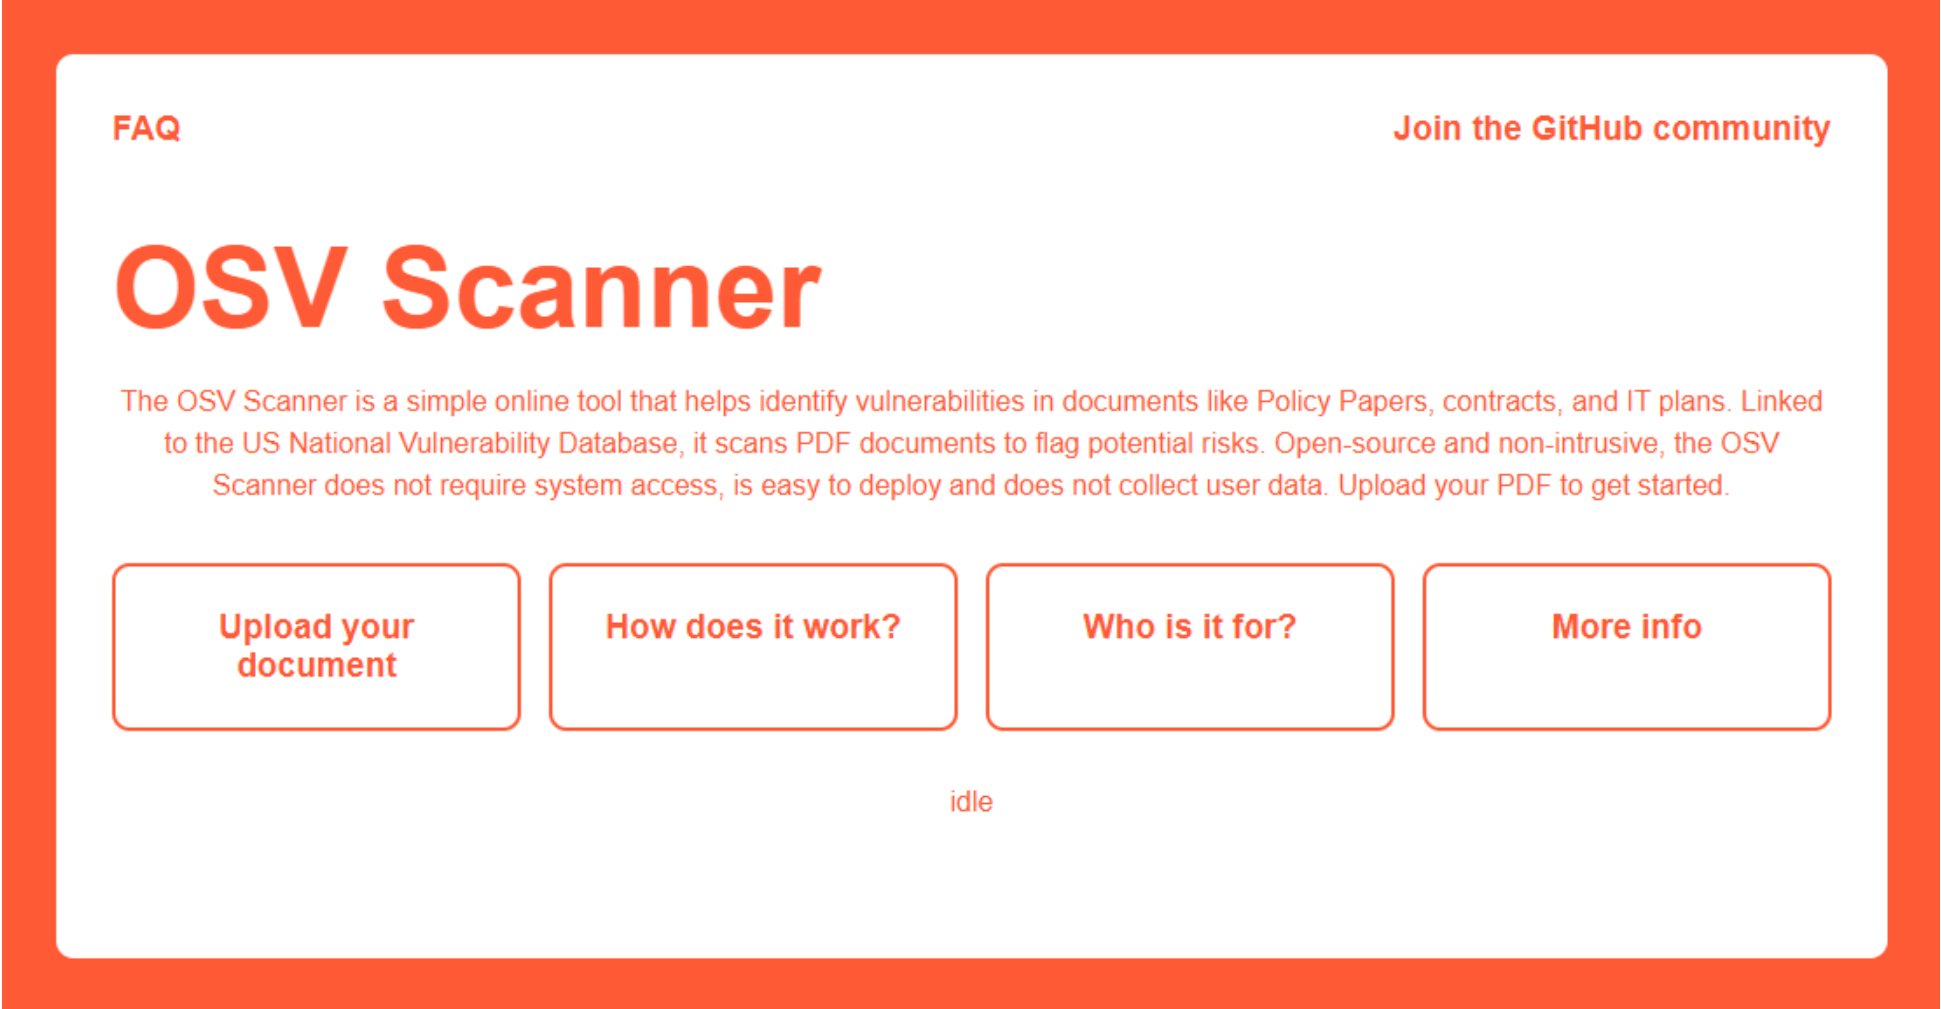 FAQ
Join the GitHub community
OSV Scanner
The OSV Scanner is a simple online tool that helps identify vulnerabilities in documents like Policy Papers, contracts, and IT plans. Linked
to the US National Vulnerability Database, it scans PDF documents to flag potential risks. Open-source and non-intrusive, the OSV
Scanner does not require system access, is easy to deploy and does not collect user data. Upload your PDF to get started.
Upload your
document
How does it work?
Who is it for?
More info
idle